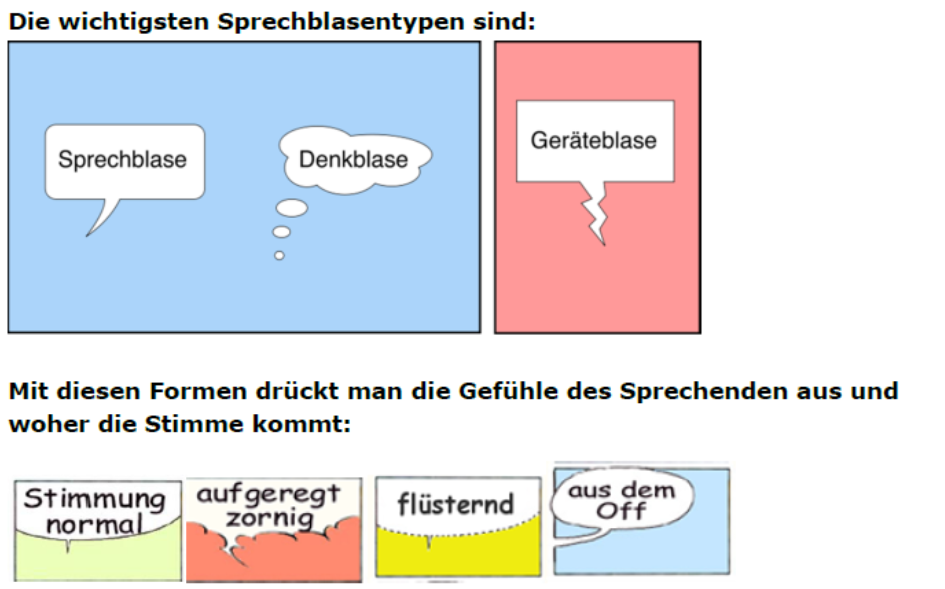 Die wichtigsten Sprechblasentypen sind:
Sprechblase
Denkblase
Geräteblase
Mit diesen Formen drückt man die Gefühle des Sprechenden aus und
woher die Stimme kommt:
Stimmung
normal
aufgeregt
zornig
flüsternd
aus dem
Off